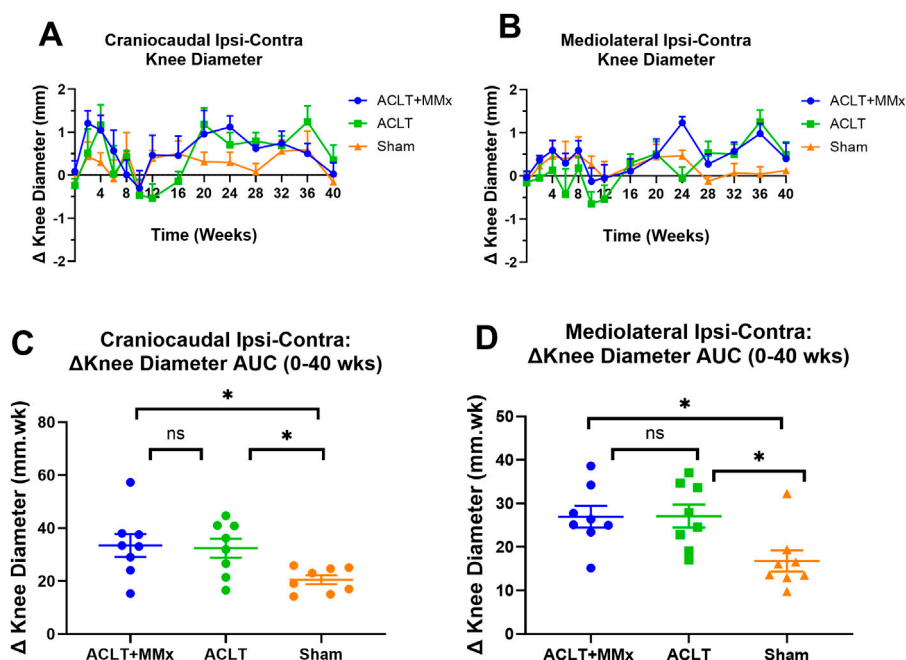 A
Craniocaudal Ipsi-Contra
Knee Diameter
Δ Knee Diameter (mm)
2
1
0
-1
-2
4 8 12 16 20 24 28 32 36 40
Time (Weeks)
ACLT+MMx
ACLT
Sham
B
Mediolateral Ipsi-Contra
Knee Diameter
Δ Knee Diameter (mm)
2
1
0
-1
-2
4 8 12 16 20 24 28 32 36 40
Time (Weeks)
ACLT+MMx
ACLT
Sham
C
Craniocaudal Ipsi-Contra:
ΔKnee Diameter AUC (0-40 wks)
Δ Knee Diameter (mm.wk)
80
60
40
20
0
*
ns
*
ACLT+MMx ACLT Sham
D
Mediolateral Ipsi-Contra:
ΔKnee Diameter AUC (0-40 wks)
Δ Knee Diameter (mm.wk)
50
40
30
20
10
0
*
ns
*
ACLT+MMx ACLT Sham